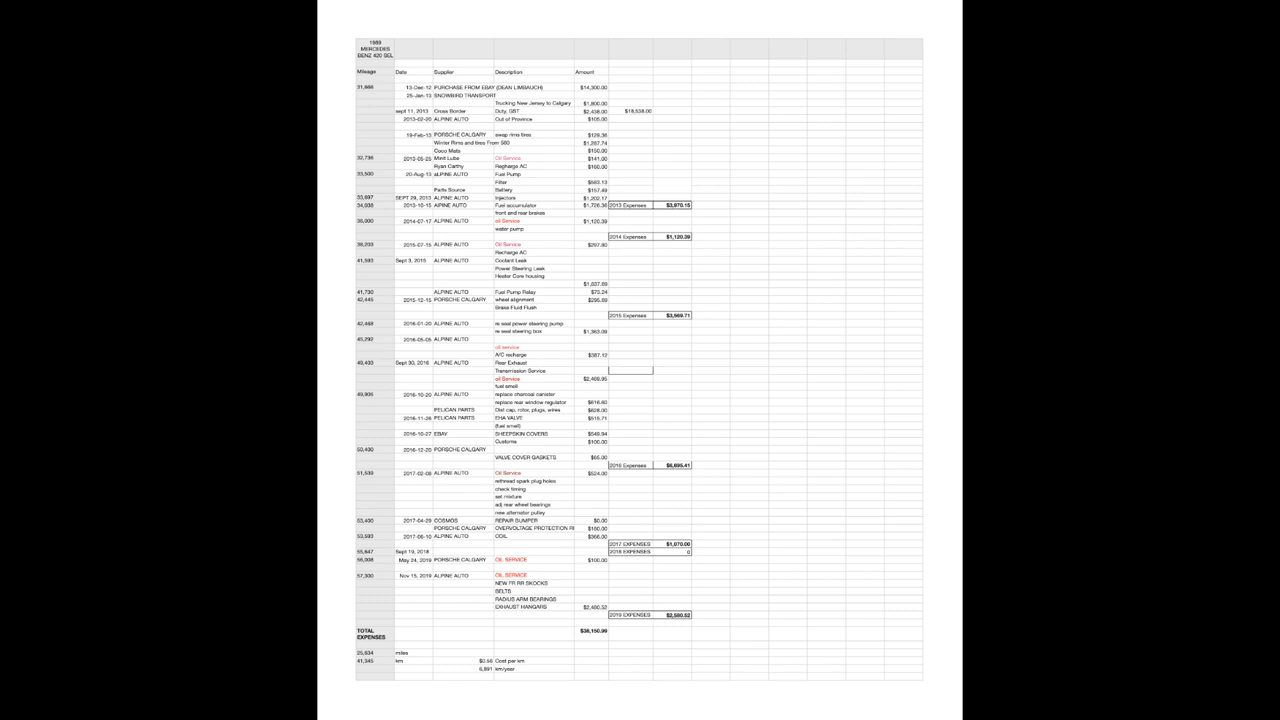 1989
MERCEDES
BENZ 420 SEL
Mileage Date Supplier Description Amount
31,666 13-Dec-12 PURCHASE FROM EBAY (DEAN LIMBAUCH) $14,300.00
25-Jan-13 SNOWBIRD TRANSPORT
Trucking New Jersey to Calgary $1,800.00
sept 11, 2013 Cross Border Duty, GST $2,438.00 $18,538.00
2013-02-20 ALPINE AUTO Out of Province $105.00
19-Feb-13 PORSCHE CALGARY swap rims tires $129.36
Winter Rims and tires From 560 $1,267.74
Coco Mats $150.00
32,736 2013-05-25 Minit Lube Oil Service $141.00
Ryan Carthy Regharge AC $160.00
33,500 20-Aug-13 aLPINE AUTO Fuel Pump
Filter $563.13
Parts Source Battery $157.49
33,697 SEPT 29, 2013 ALPINE AUTO Injectors $1,202.17
34,038 2013-10-15 AlPINE AUTO Fuel accumulator $1,726.36 2013 Expenses $3,970.15
front and rear brakes
36,000 2014-07-17 ALPINE AUTO oil Service $1,120.39
water pump
2014 Expenses $1,120.39
38,203 2015-07-15 ALPINE AUTO Oil Service $297.80
Recharge AC
41,593 Sept 3, 2015 ALPINE AUTO Coolant Leak
Power Steering Leak
Heater Core housing
$1,837.69
41,730 ALPINE AUTO Fuel Pump Relay $73.24
42,445 2015-12-15 PORSCHE CALGARY wheel alignment $295.69
Brake Fluid Flush
2015 Expenses $3,569.71
42,468 2016-01-20 ALPINE AUTO re seal power steering pump
re seal steering box $1,363.09
45,292 2016-05-05 ALPINE AUTO
oil service
A/C recharge $387.12
49,403 Sept 30, 2016 ALPINE AUTO Rear Exhaust
Transmission Service
oil Service $2,469.95
fuel smell
49,905 2016-10-20 ALPINE AUTO replace charcoal canister
replace rear window regulator $616.60
PELICAN PARTS Dist cap, rotor, plugs, wires $628.00
2016-11-26 PELICAN PARTS EHA VALVE $515.71
(fuel smell)
2016-10-27 EBAY SHEEPSKIN COVERS $549.94
Customs $100.00
50,400 2016-12-20 PORSCHE CALGARY
VALVE COVER GASKETS $65.00
2016 Expenses $6,695.41
51,539 2017-02-08 ALPINE AUTO Oil Service $524.00
rethread spark plug holes
check timing
set mixture
adj rear wheel bearings
new alternator pulley
53,400 2017-04-29 COSMOS REPAIR BUMPER $0.00
PORSCHE CALGARY OVERVOLTAGE PROTECTION RE $180.00
53,593 2017-06-10 ALPINE AUTO COIL $366.00
2017 EXPENSES $1,070.00
55,647 Sept 19, 2018 2018 EXPENSES 0
56,008 May 24, 2019 PORSCHE CALGARY OIL SERVICE $100.00
57,300 Nov 15, 2019 ALPINE AUTO OIL SERVICE
NEW FR RR SKOCKS
BELTS
RADIUS ARM BEARINGS
EXHAUST HANGARS $2,480.52
2019 EXPENSES $2,580.52
TOTAL
EXPENSES $38,150.99
25,634 miles
41,345 km $0.56 Cost per km
6,891 km/year